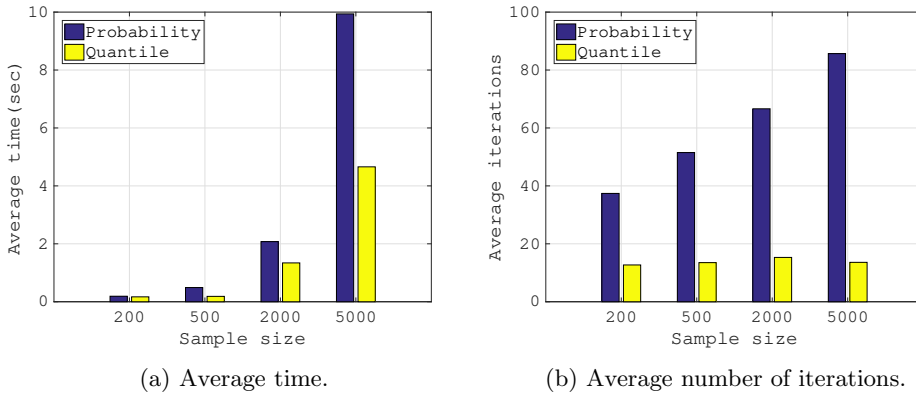 10
8
6
4
2
0
Average time(sec)
Probability
Quantile
200 500 2000 5000
Sample size
(a) Average time.
100
80
60
40
20
0
Average iterations
Probability
Quantile
200 500 2000 5000
Sample size
(b) Average number of iterations.